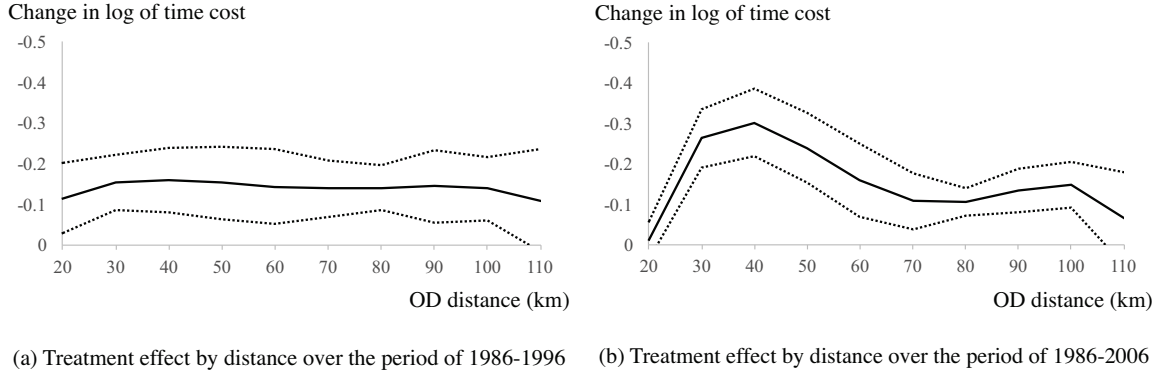 Change in log of time cost
-0.5
-0.4
-0.3
-0.2
-0.1
0
20 30 40 50 60 70 80 90 100 110
OD distance (km)
(a) Treatment effect by distance over the period of 1986-1996
Change in log of time cost
-0.5
-0.4
-0.3
-0.2
-0.1
0
20 30 40 50 60 70 80 90 100 110
OD distance (km)
(b) Treatment effect by distance over the period of 1986-2006